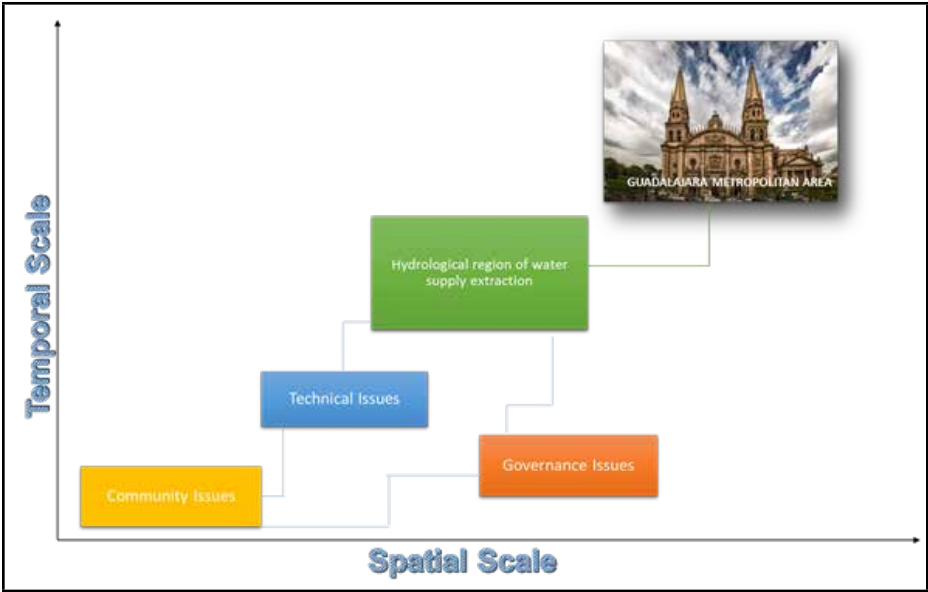 GUADALAJARA METROPOLITAN AREA
Hydrological region of water
supply extraction
Temporal Scale
Technical Issues
Governance Issues
Community Issues
Spatial Scale